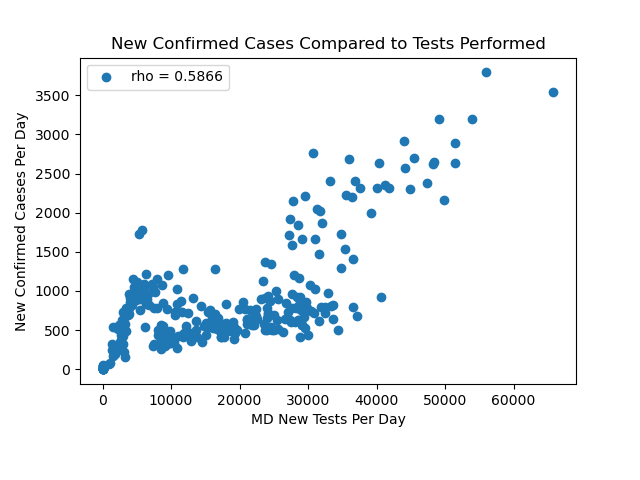 New Confirmed Cases Compared to Tests Performed
rho = 0.5866
3500
3000
2500
2000
1500
1000
500
0
New Confirmed Caeses Per Day
0 10000 20000 30000 40000 50000 60000
MD New Tests Per Day